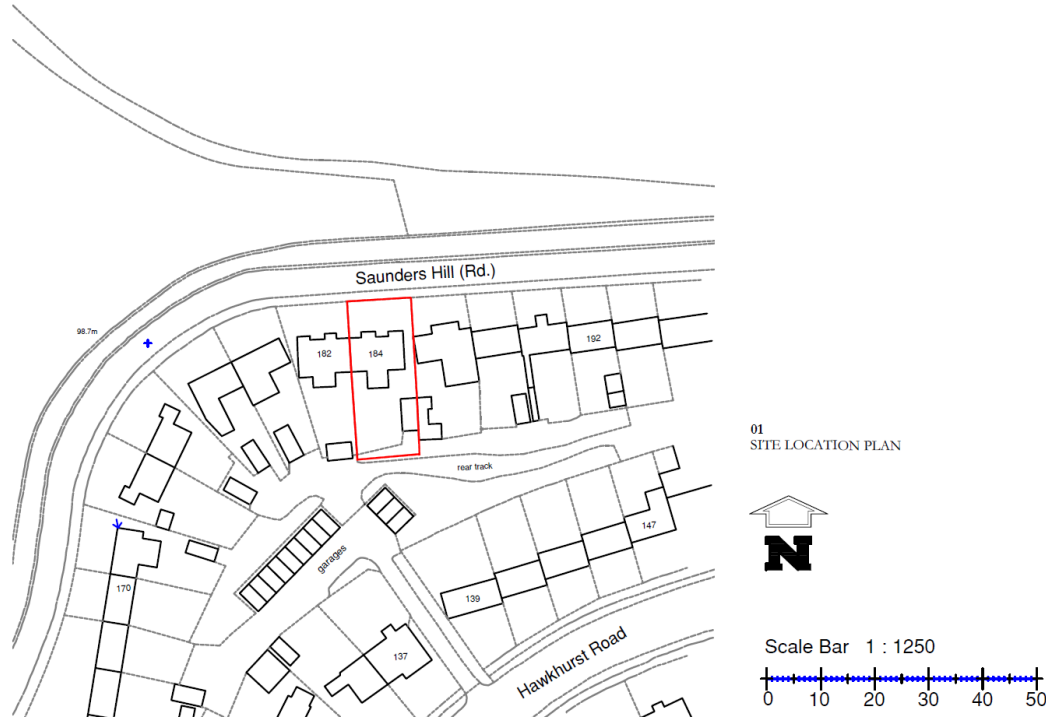 Saunders Hill (Rd.)
98.7m
182
184
192
01
SITE LOCATION PLAN
rear track
N
147
garages
170
139
Hawkhurst Road
137
Scale Bar 1 : 1250
0 10 20 30 40 50